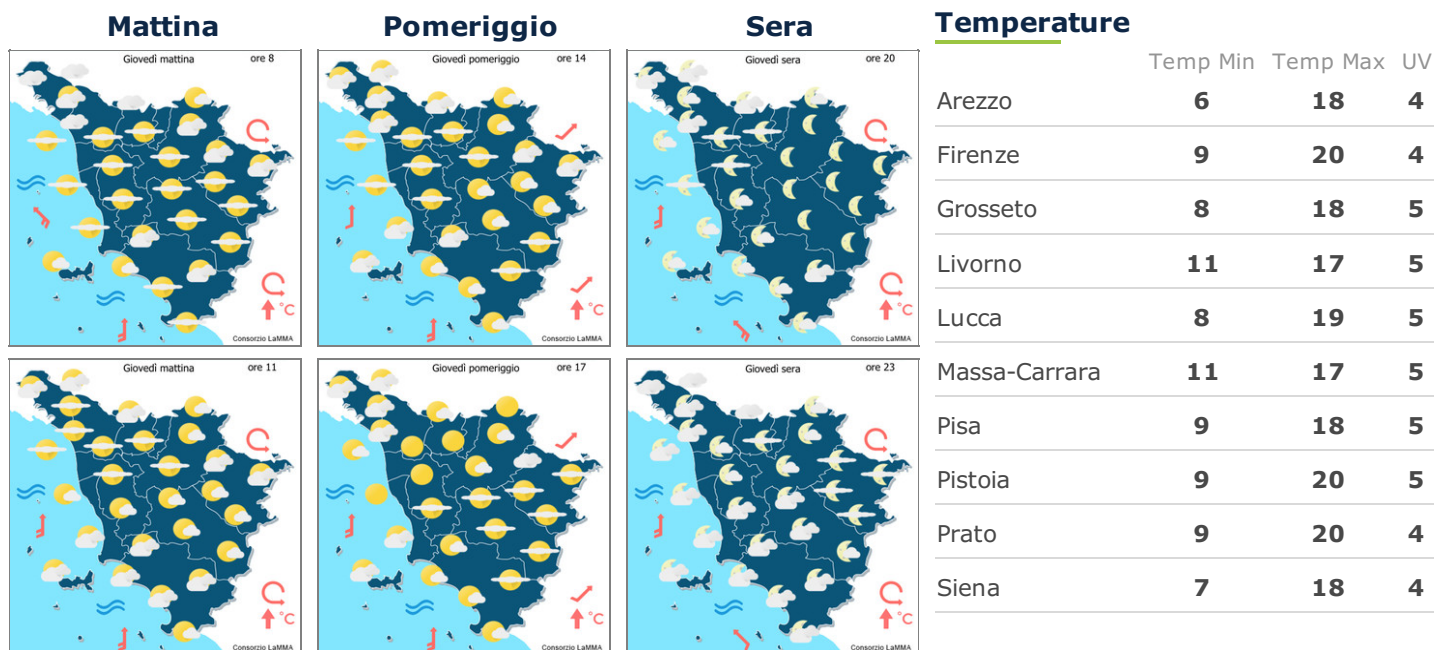 Mattina
Pomeriggio
Sera
Giovedì mattina ore 8
°C
Consorzio LaMMA
Giovedì pomeriggio ore 14
°C
Consorzio LaMMA
Giovedì sera ore 20
°C
Consorzio LaMMA
Giovedì mattina ore 11
°C
Consorzio LaMMA
Giovedì pomeriggio ore 17
°C
Consorzio LaMMA
Giovedì sera ore 23
°C
Consorzio LaMMA
Temperature
Temp Min Temp Max UV
Arezzo 6 18 4
Firenze 9 20 4
Grosseto 8 18 5
Livorno 11 17 5
Lucca 8 19 5
Massa-Carrara 11 17 5
Pisa 9 18 5
Pistoia 9 20 5
Prato 9 20 4
Siena 7 18 4